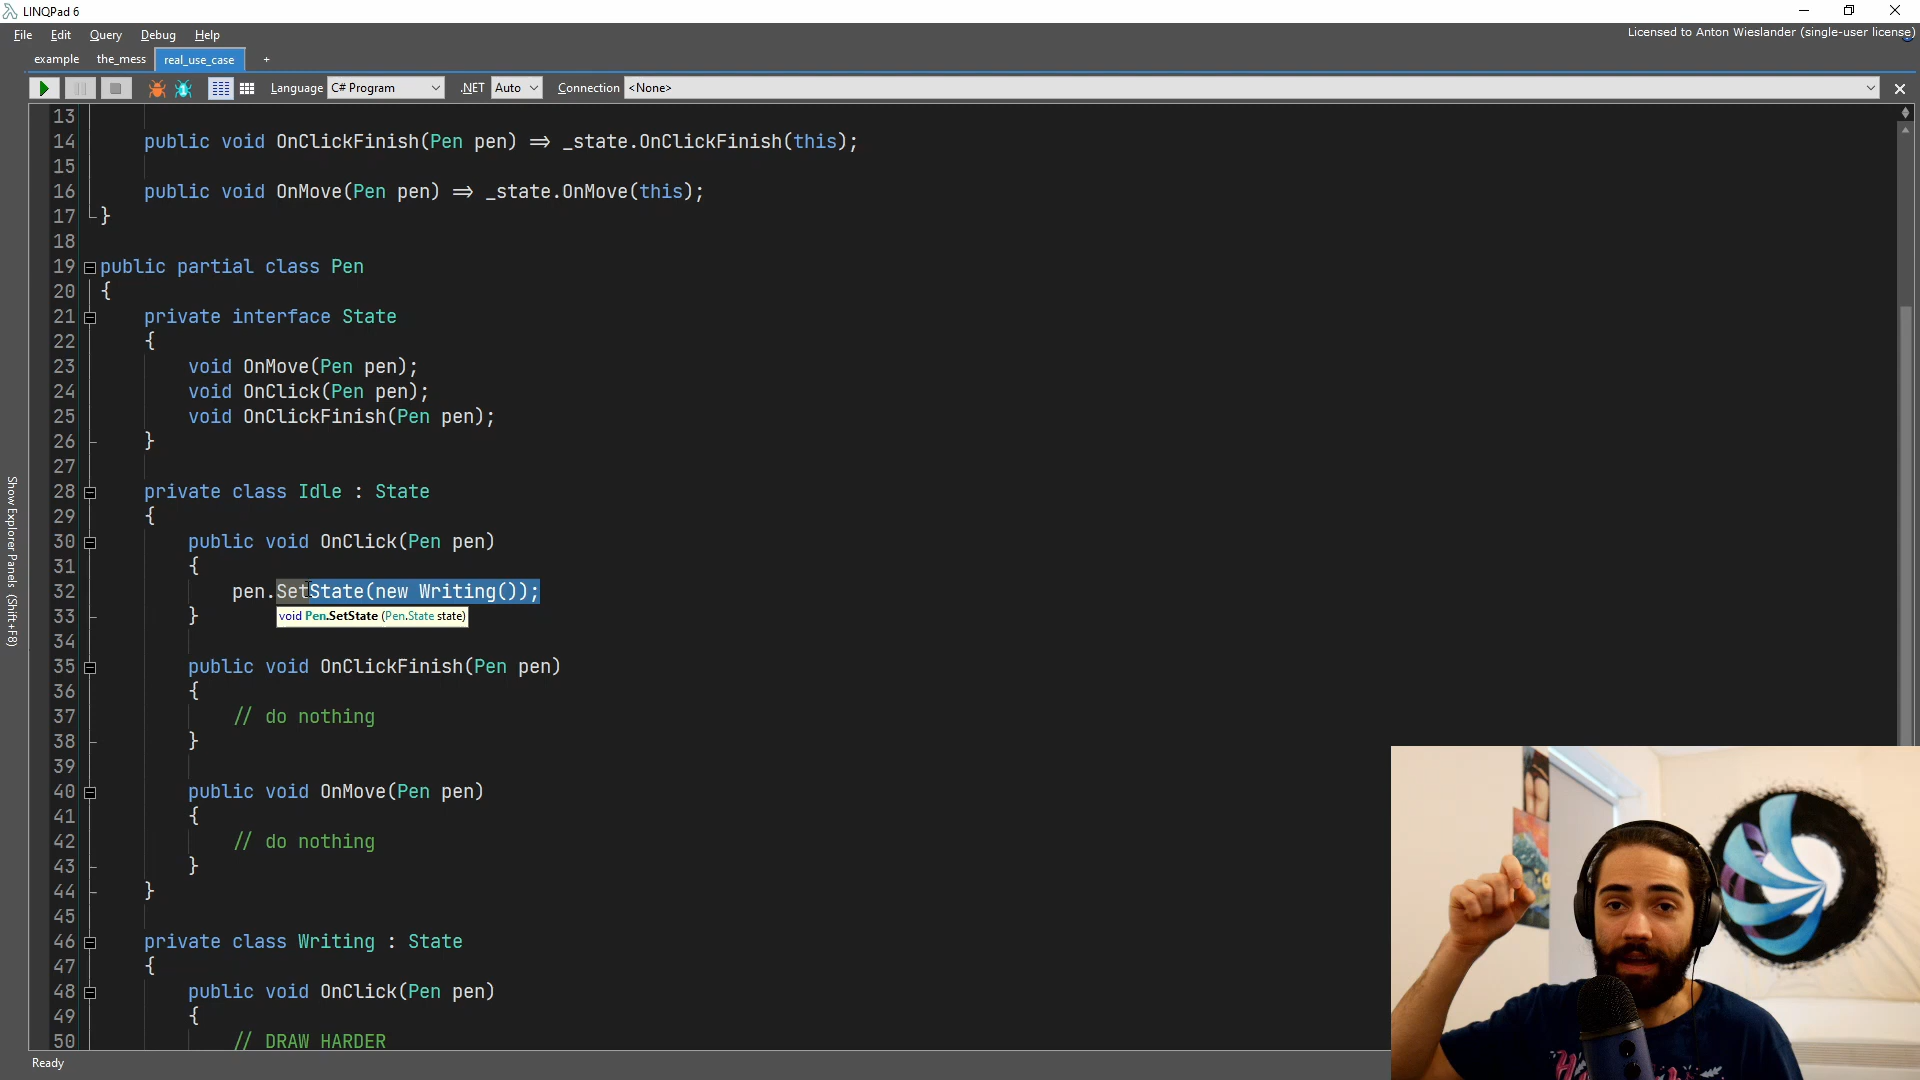 LINQPad 6
File Edit Query Debug Help
Licensed to Anton Wieslander (single-user license)
example the_mess real_use_case +
Language C# Program .NET Auto Connection <None>
13
14 public void OnClickFinish(Pen pen) => _state.OnClickFinish(this);
15
16 public void OnMove(Pen pen) => _state.OnMove(this);
17 }
18
19 public partial class Pen
20 {
21 private interface State
22 {
23 void OnMove(Pen pen);
24 void OnClick(Pen pen);
25 void OnClickFinish(Pen pen);
26 }
27
28 private class Idle : State
29 {
30 public void OnClick(Pen pen)
31 {
32 pen.SetState(new Writing());
void Pen.SetState (Pen.State state)
33 }
34
35 public void OnClickFinish(Pen pen)
36 {
37 // do nothing
38 }
39
40 public void OnMove(Pen pen)
41 {
42 // do nothing
43 }
44 }
45
46 private class Writing : State
47 {
48 public void OnClick(Pen pen)
49 {
50 // DRAW HARDER
Show Explorer Panels (Shift+F8)
Ready